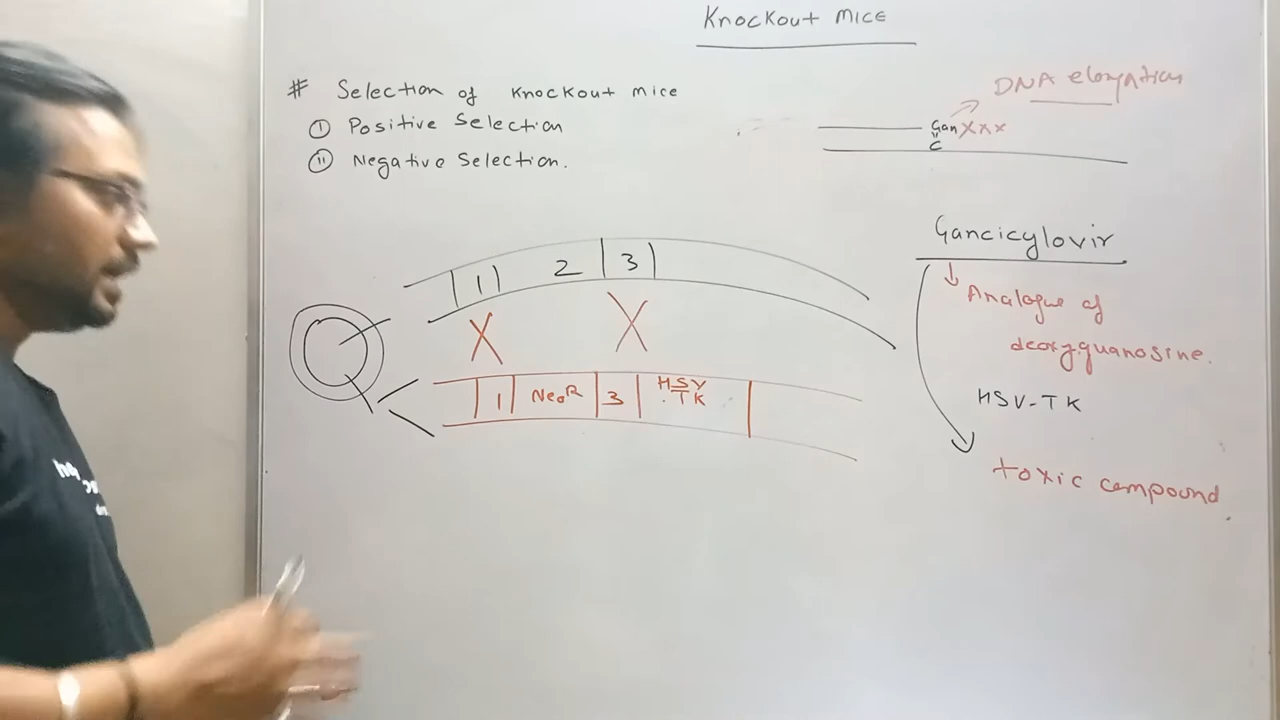 Knockout mice
# Selection of Knockout mice
① Positive Selection
② Negative Selection.
DNA elongation
Gan XXX
C
Gancicylovir
Analogue of
deoxyguanosine.
HSV-TK
toxic compound.
1 2 3
1 NeoR 3 HSV
TK